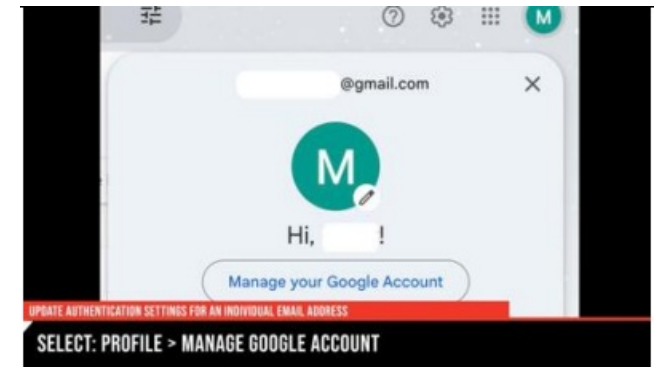 M
@gmail.com
M
Hi, !
Manage your Google Account
UPDATE AUTHENTICATION SETTINGS FOR AN INDIVIDUAL EMAIL ADDRESS
SELECT: PROFILE > MANAGE GOOGLE ACCOUNT